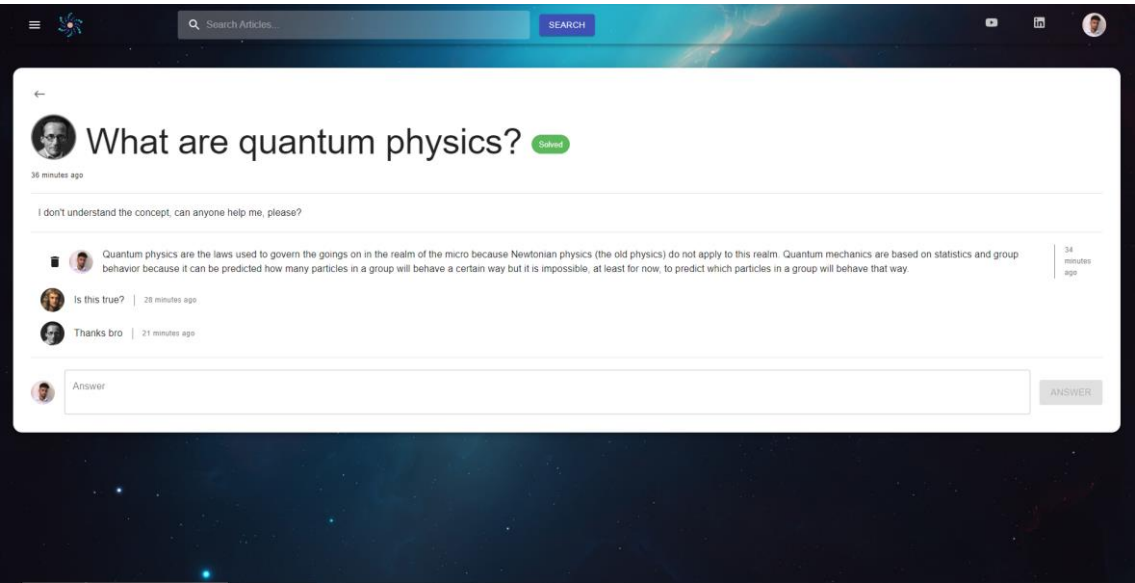 Search Articles...
SEARCH
What are quantum physics?
Solved
36 minutes ago
I don't understand the concept, can anyone help me, please?
Quantum physics are the laws used to govern the goings on in the realm of the micro because Newtonian physics (the old physics) do not apply to this realm. Quantum mechanics are based on statistics and group
behavior because it can be predicted how many particles in a group will behave a certain way but it is impossible, at least for now, to predict which particles in a group will behave that way.
34
minutes
ago
Is this true?
28 minutes ago
Thanks bro
21 minutes ago
Answer
ANSWER